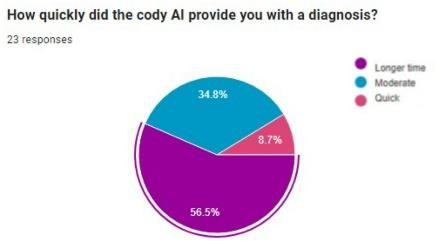 How quickly did the cody AI provide you with a diagnosis?
23 responses
Longer time
Moderate
Quick
34.8%
8.7%
56.5%